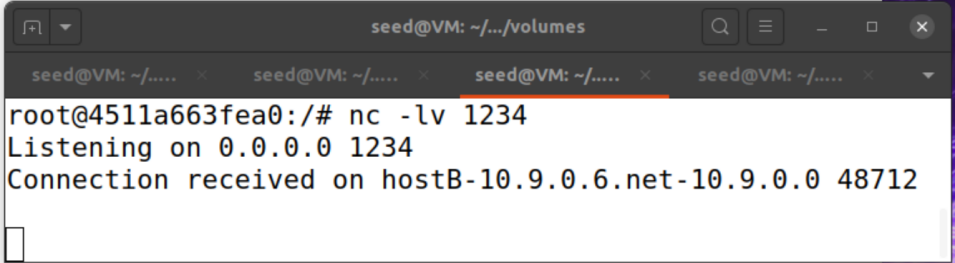 seed@VM: ~/.../volumes
seed@VM: ~/..... × seed@VM: ~/..... × seed@VM: ~/..... × seed@VM: ~/..... ×
root@4511a663fea0:/# nc -lv 1234
Listening on 0.0.0.0 1234
Connection received on hostB-10.9.0.6.net-10.9.0.0 48712